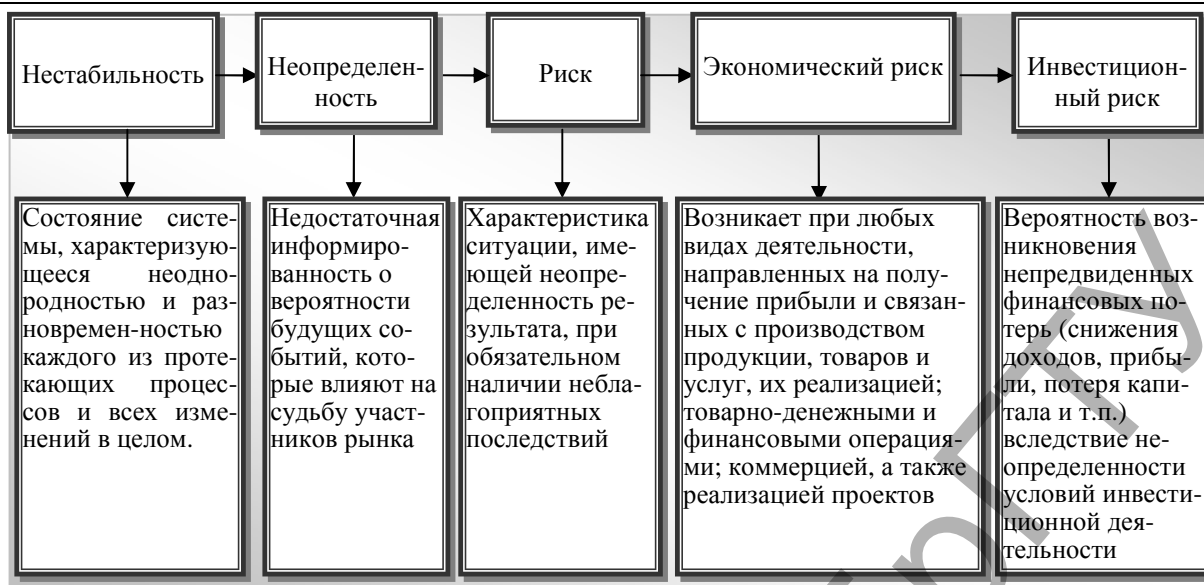 Нестабильность
Неопределен-
ность
Риск
Экономический риск
Инвестицион-
ный риск
Состояние систе-
мы, характеризую-
щееся неодно-
родностью и раз-
новремен-ностью
каждого из проте-
кающих процес-
сов и всех изме-
нений в целом.
Недостаточная
информиро-
ванность о
вероятности
будущих со-
бытий, кото-
рые влияют на
судьбу участ-
ников рынка
Характеристика
ситуации, име-
ющей неопре-
деленность ре-
зультата, при
обязательном
наличии небла-
гоприятных
последствий
Возникает при любых
видах деятельности,
направленных на полу-
чение прибыли и связан-
ных с производством
продукции, товаров и
услуг, их реализацией;
товарно-денежными и
финансовыми операция-
ми; коммерцией, а также
реализацией проектов
Вероятность воз-
никновения
непредвиденных
финансовых по-
терь (снижения
доходов, прибы-
ли, потеря капи-
тала и т.п.)
вследствие не-
определенности
условий инвести-
ционной дея-
тельности